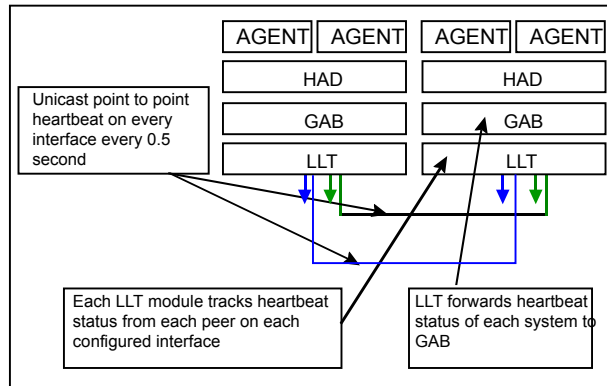 AGENT AGENT AGENT AGENT
HAD HAD
Unicast point to point
heartbeat on every
interface every 0.5
second
GAB GAB
LLT LLT
Each LLT module tracks heartbeat
status from each peer on each
configured interface
LLT forwards heartbeat
status of each system to
GAB